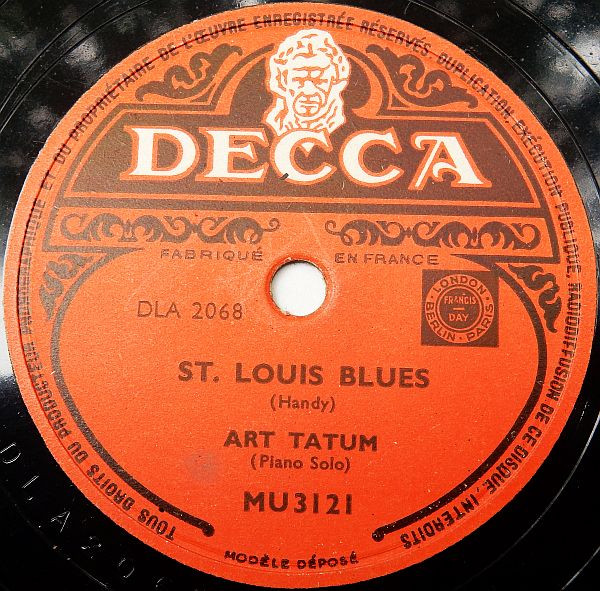 TOUS DROITS DU PRODUCTEUR PHONOGRAPHIQUE ET DU PROPRIÉTAIRE DE L'ŒUVRE ENREGISTRÉE RÉSERVÉS. DUPLICATION, EXÉCUTION PUBLIQUE, RADIODIFFUSION DE CE DISQUE, INTERDITS
DECCA
FABRIQUÉ EN FRANCE
DLA 2068
LONDON
FRANCIS
DAY
BERLIN-PARIS
ST. LOUIS BLUES
(Handy)
ART TATUM
(Piano Solo)
MU3121
MODÈLE DÉPOSÉ